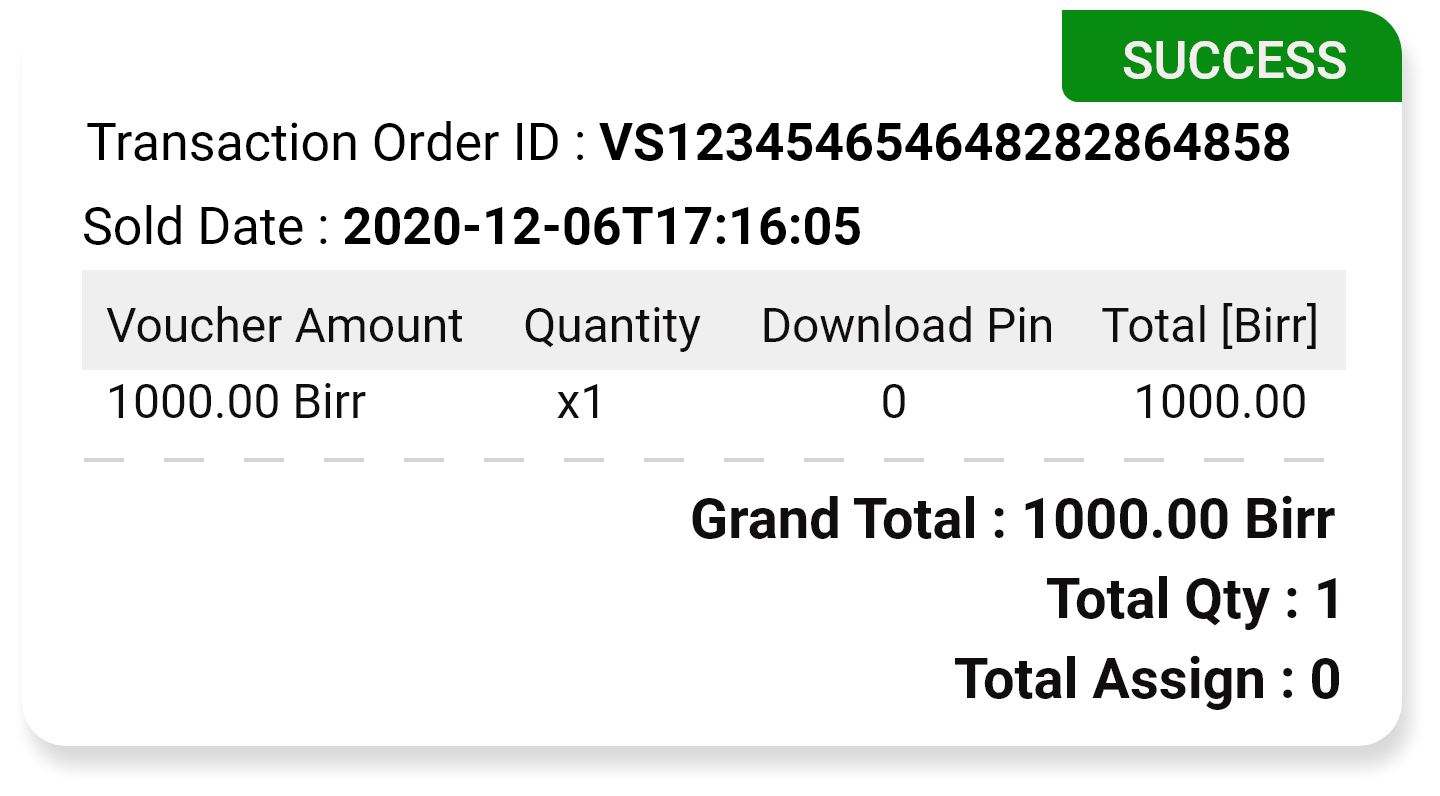 SUCCESS
Transaction Order ID : VS123454654648282864858
Sold Date : 2020-12-06T17:16:05
Voucher Amount Quantity Download Pin Total [Birr]
1000.00 Birr x1 0 1000.00
Grand Total : 1000.00 Birr
Total Qty : 1
Total Assign : 0